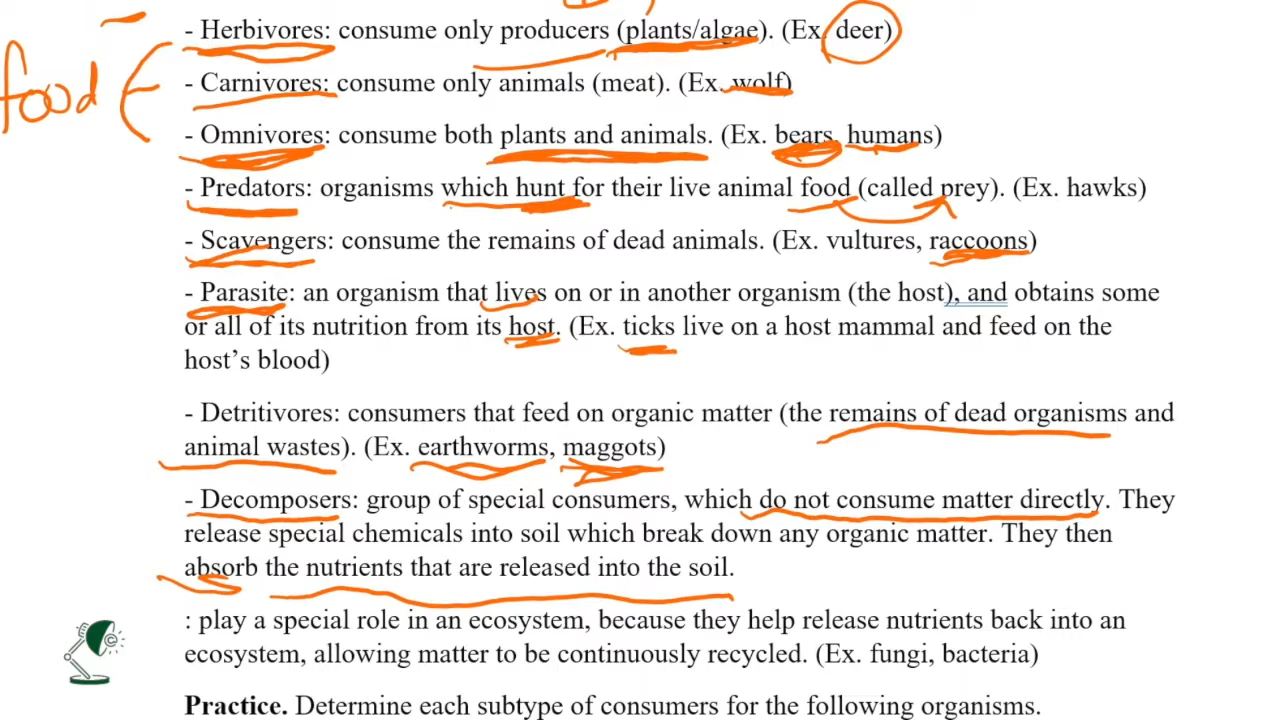 - Herbivores: consume only producers (plants/algae). (Ex. deer)
food
- Carnivores: consume only animals (meat). (Ex. wolf)
- Omnivores: consume both plants and animals. (Ex. bears, humans)
- Predators: organisms which hunt for their live animal food (called prey). (Ex. hawks)
- Scavengers: consume the remains of dead animals. (Ex. vultures, raccoons)
- Parasite: an organism that lives on or in another organism (the host), and obtains some
or all of its nutrition from its host. (Ex. ticks live on a host mammal and feed on the
host's blood)
- Detritivores: consumers that feed on organic matter (the remains of dead organisms and
animal wastes). (Ex. earthworms, maggots)
- Decomposers: group of special consumers, which do not consume matter directly. They
release special chemicals into soil which break down any organic matter. They then
absorb the nutrients that are released into the soil.
: play a special role in an ecosystem, because they help release nutrients back into an
ecosystem, allowing matter to be continuously recycled. (Ex. fungi, bacteria)
Practice. Determine each subtype of consumers for the following organisms.